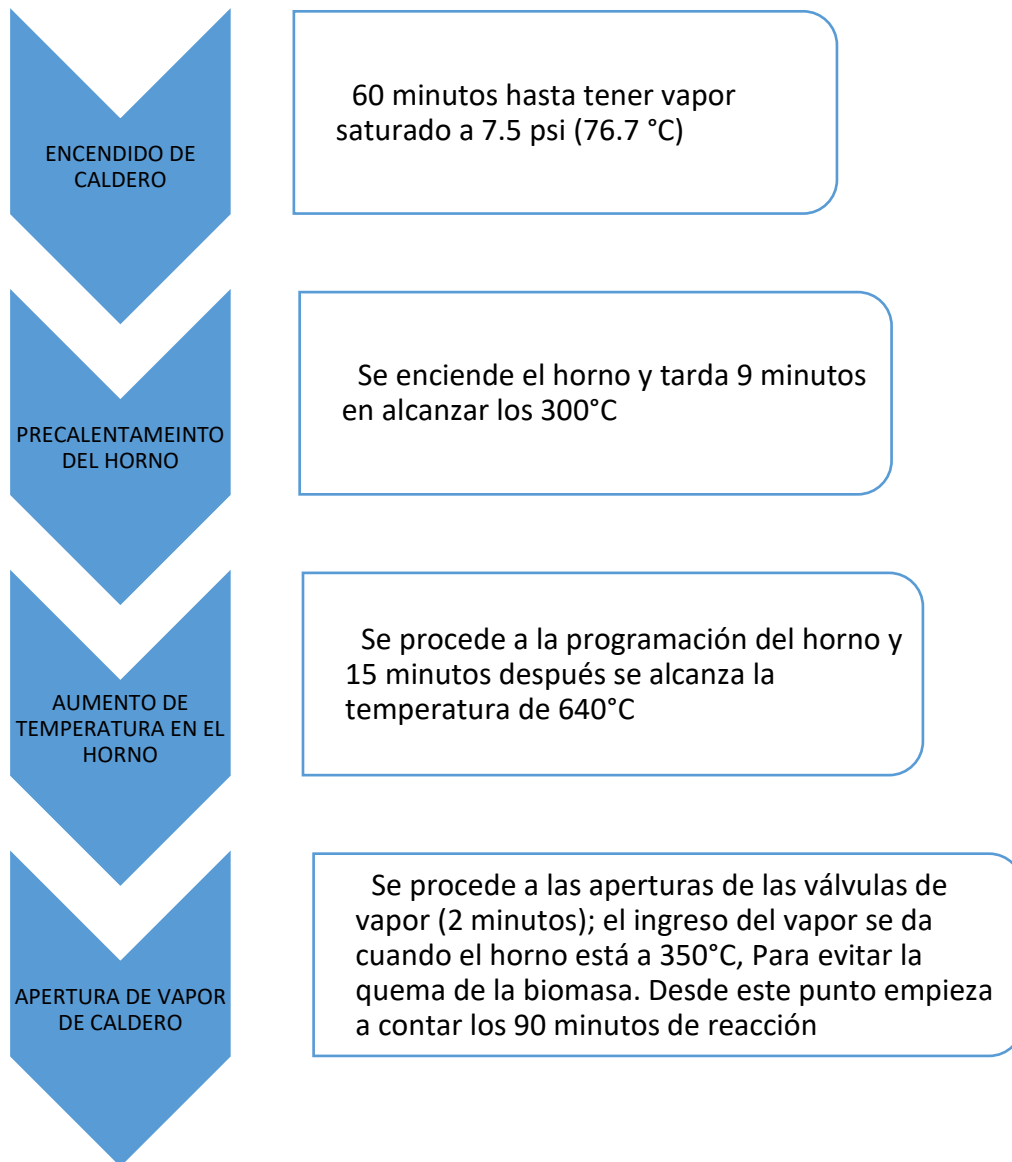 ENCENDIDO DE
CALDERO
60 minutos hasta tener vapor
saturado a 7.5 psi (76.7 °C)
PRECALENTAMEINTO
DEL HORNO
Se enciende el horno y tarda 9 minutos
en alcanzar los 300°C
AUMENTO DE
TEMPERATURA EN EL
HORNO
Se procede a la programación del horno y
15 minutos después se alcanza la
temperatura de 640°C
APERTURA DE VAPOR
DE CALDERO
Se procede a las aperturas de las válvulas de
vapor (2 minutos); el ingreso del vapor se da
cuando el horno está a 350°C, Para evitar la
quema de la biomasa. Desde este punto empieza
a contar los 90 minutos de reacción